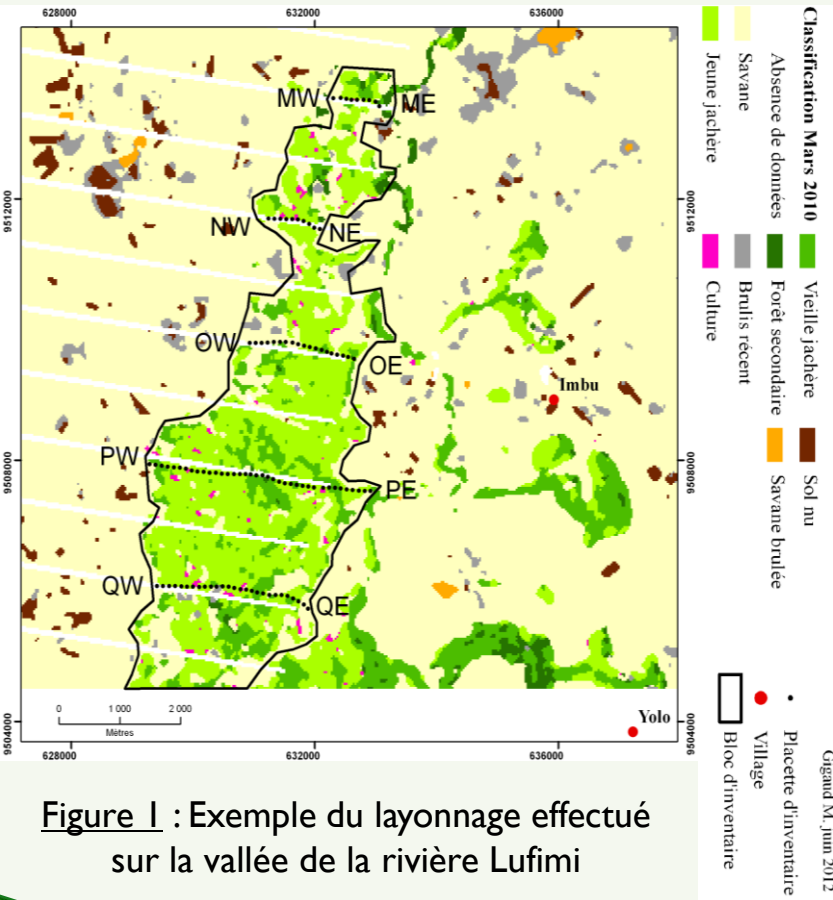 628000
632000
636000
9512000
9512000
9508000
9508000
9504000
9504000
628000
632000
636000
MW
ME
NW
NE
OW
OE
PW
PE
QW
QE
Imbu
Yolo
0
1 000
2 000
Mètres
Classification Mars 2010
Absence de données
Savane
Jeune jachère
Vieille jachère
Forêt secondaire
Brulis récent
Culture
Sol nu
Savane brulée
Placette d'inventaire
Village
Bloc d'inventaire
Gigaud M. juin 2012
Figure 1 : Exemple du layonnage effectué
sur la vallée de la rivière Lufimi